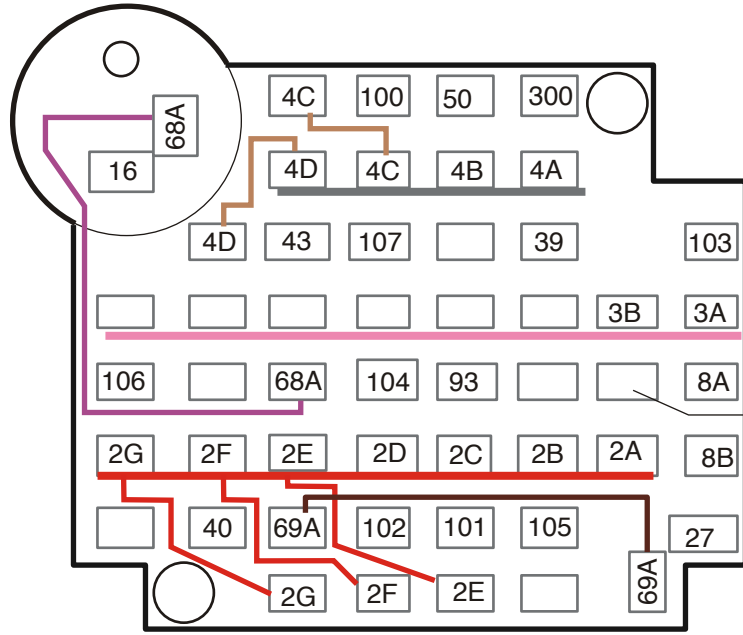 68A
16
4C 100 50 300
4D 4C 4B 4A
4D 43 107 39 103
3B 3A
106 68A 104 93 8A
2G 2F 2E 2D 2C 2B 2A 8B
40 69A 102 101 105 27
2G 2F 2E 69A